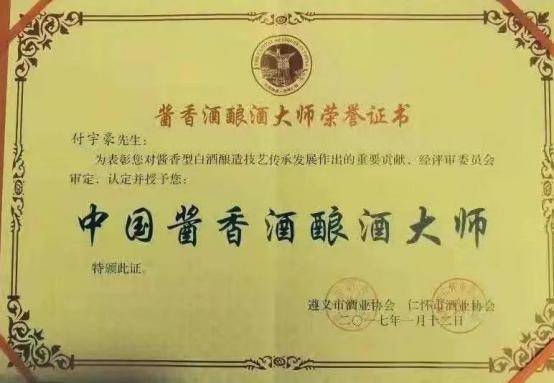 酱香酒酿酒大师荣誉证书
付宇豪先生:
为表彰您对酱香型白酒酿造技艺传承发展作出的重要贡献、经评审委员会
审定、认定并授予您:
中国酱香酒酿酒大师
特颁此证。
遵义市酒业协会 仁怀市酒业协会
二〇一七年一月十二日